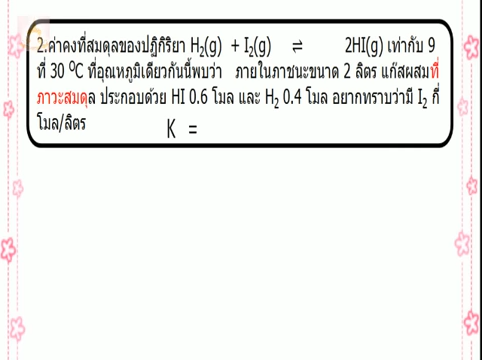 2.ค่าคงที่สมดุลของปฏิกิริยา H₂(g) + I₂(g) ⇌ 2HI(g) เท่ากับ 9
ที่ 30 ⁰C ที่อุณหภูมิเดียวกันนี้พบว่า ภายในภาชนะขนาด 2 ลิตร แก๊สผสมที่
ภาวะสมดุล ประกอบด้วย HI 0.6 โมล และ H₂ 0.4 โมล อยากทราบว่ามี I₂ กี่
โมล/ลิตร
K =